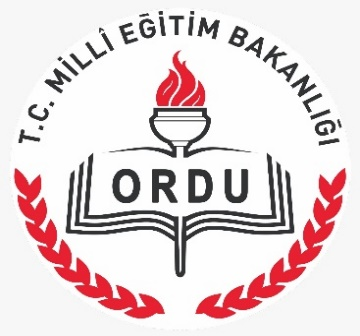 T.C. MİLLÎ EĞİTİM BAKANLIĞI
ORDU